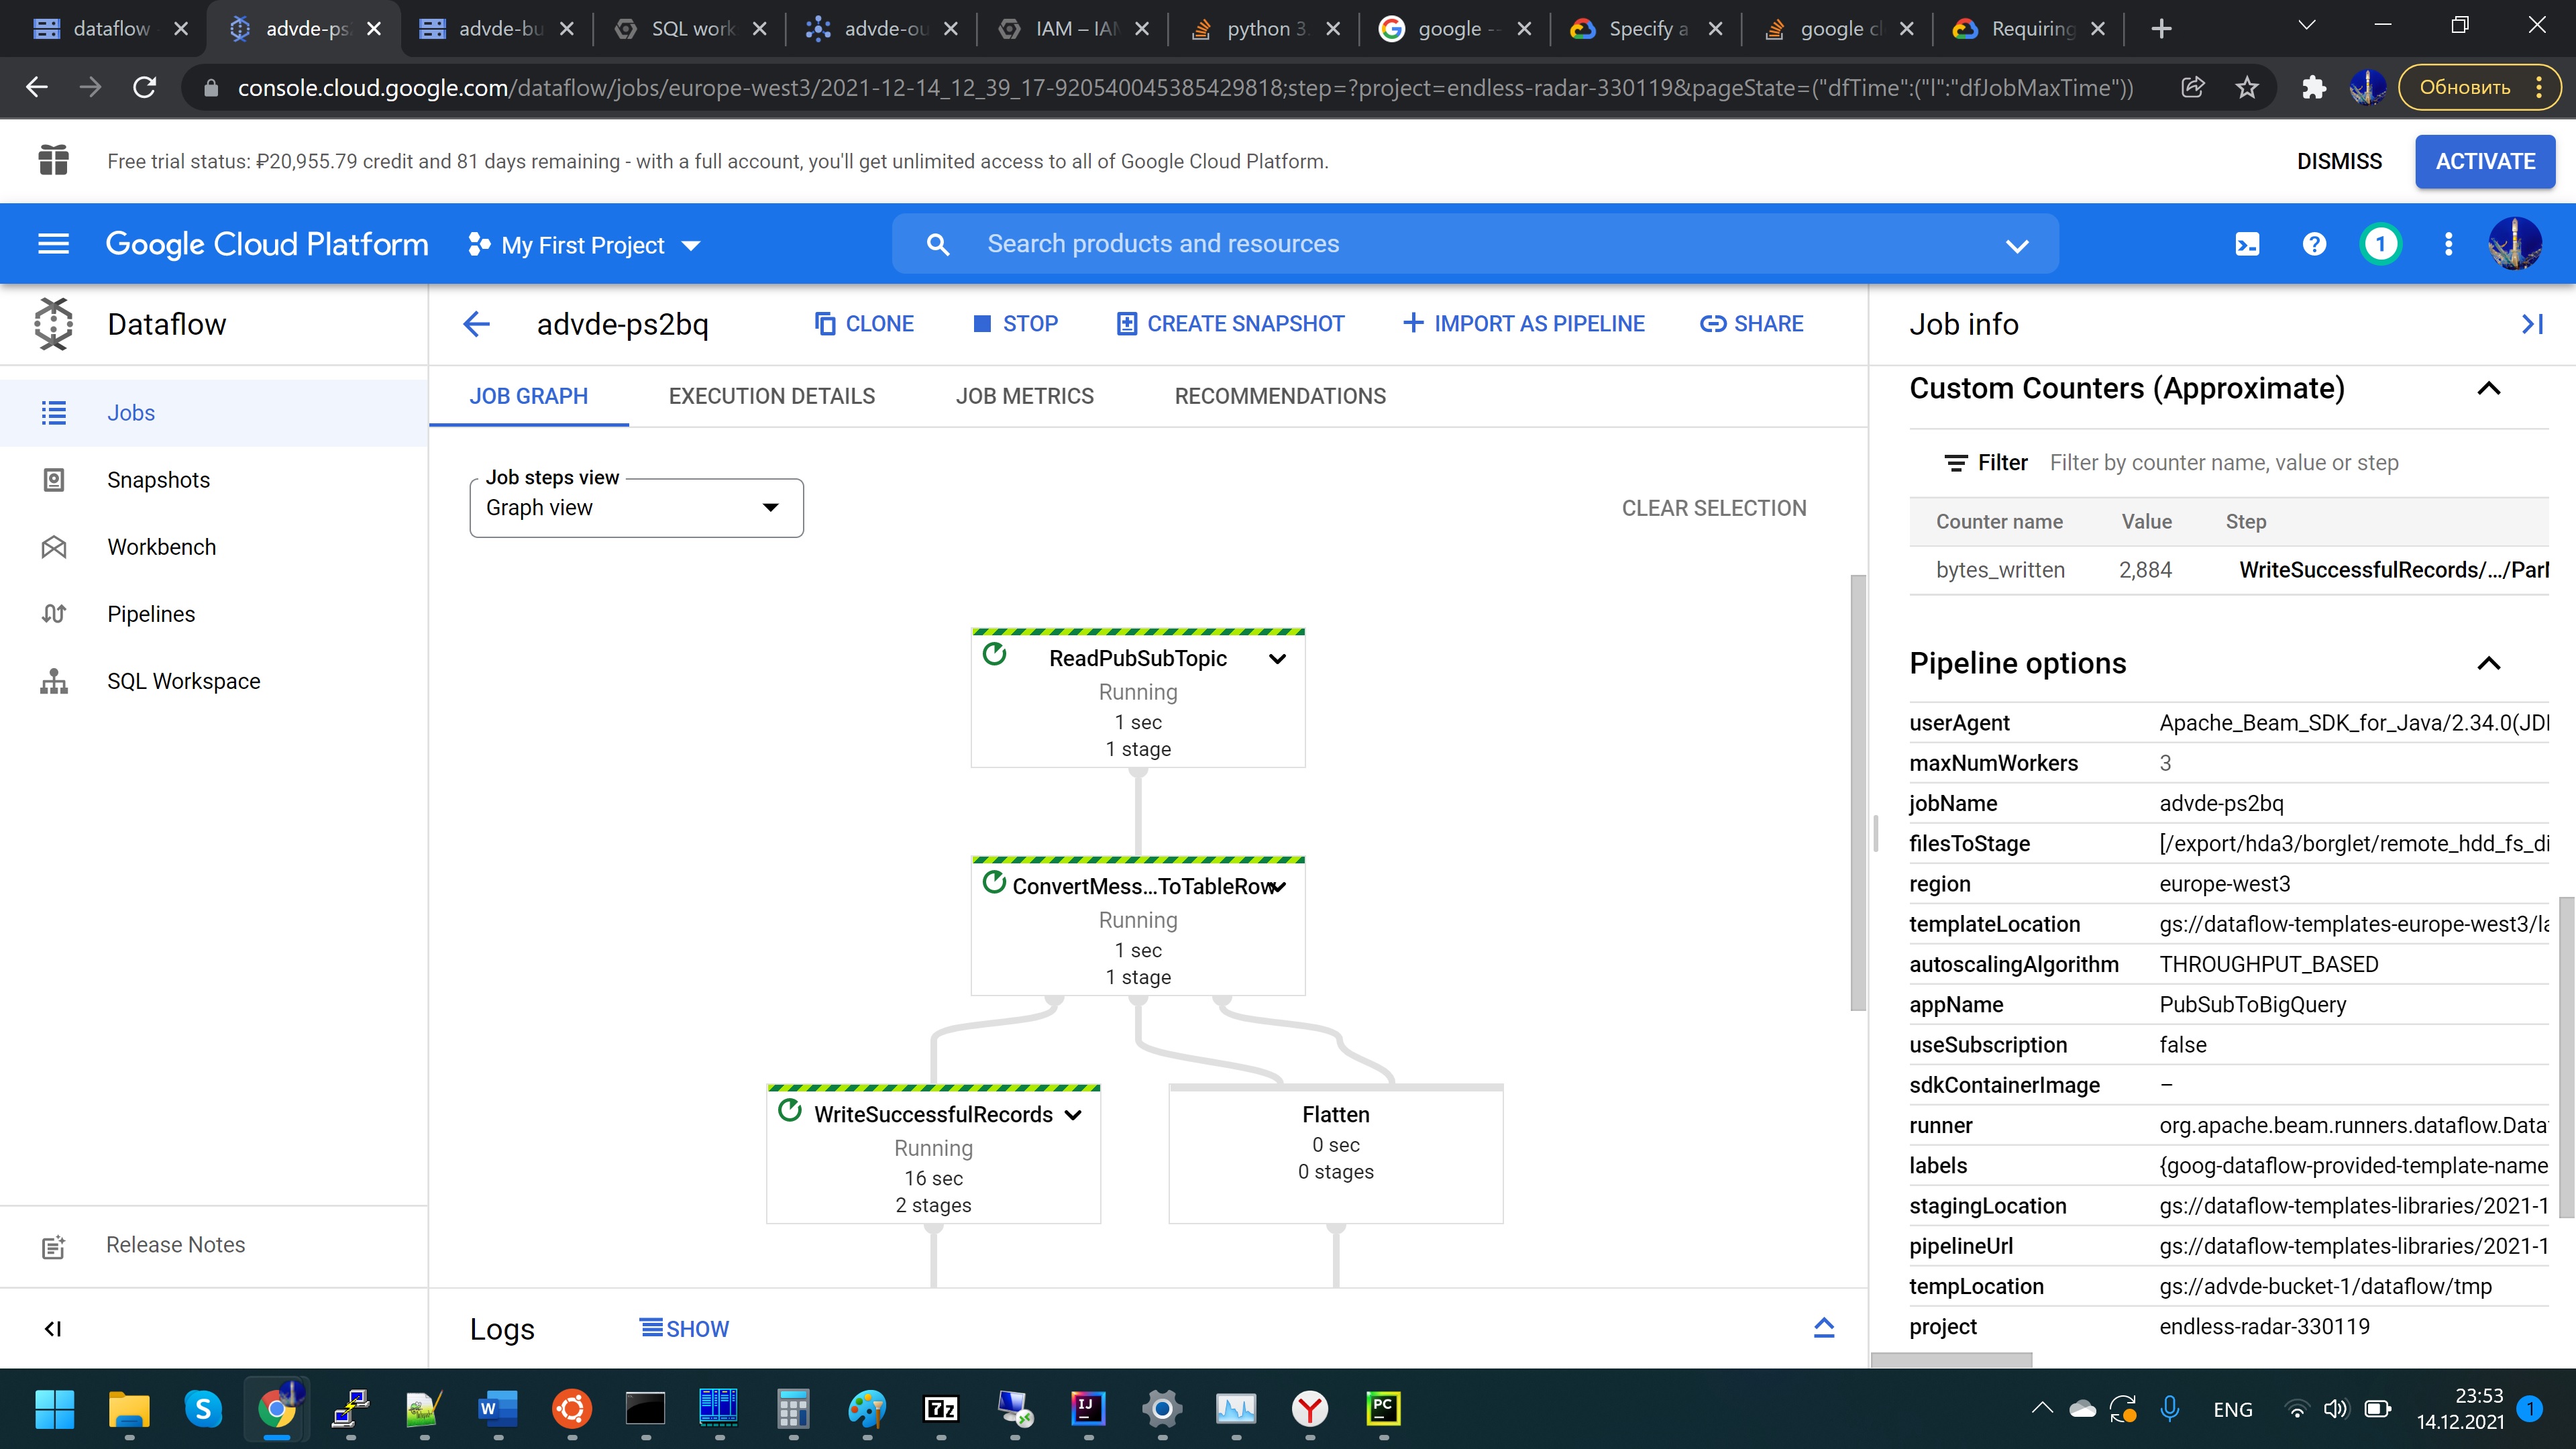 dataflow
advde-ps
advde-bu
SQL work
advde-ou
IAM – IAM
python 3.
google --
Specify a
google cl
Requiring
console.cloud.google.com/dataflow/jobs/europe-west3/2021-12-14_12_39_17-920540045385429818;step=?project=endless-radar-330119&pageState=("dfTime":("l":"dfJobMaxTime"))
Обновить
Free trial status: ₽20,955.79 credit and 81 days remaining - with a full account, you'll get unlimited access to all of Google Cloud Platform.
DISMISS
ACTIVATE
Google Cloud Platform
My First Project
Search products and resources
1
Dataflow
Jobs
Snapshots
Workbench
Pipelines
SQL Workspace
Release Notes
advde-ps2bq
CLONE
STOP
CREATE SNAPSHOT
IMPORT AS PIPELINE
SHARE
JOB GRAPH
EXECUTION DETAILS
JOB METRICS
RECOMMENDATIONS
Job steps view
Graph view
CLEAR SELECTION
ReadPubSubTopic
Running
1 sec
1 stage
ConvertMess...ToTableRow
Running
1 sec
1 stage
WriteSuccessfulRecords
Running
16 sec
2 stages
Flatten
0 sec
0 stages
Logs
SHOW
Job info
Custom Counters (Approximate)
Filter Filter by counter name, value or step
Counter name Value Step
bytes_written 2,884 WriteSuccessfulRecords/.../Par
Pipeline options
userAgent Apache_Beam_SDK_for_Java/2.34.0(JD
maxNumWorkers 3
jobName advde-ps2bq
filesToStage [/export/hda3/borglet/remote_hdd_fs_di
region europe-west3
templateLocation gs://dataflow-templates-europe-west3/la
autoscalingAlgorithm THROUGHPUT_BASED
appName PubSubToBigQuery
useSubscription false
sdkContainerImage –
runner org.apache.beam.runners.dataflow.Data
labels {goog-dataflow-provided-template-name
stagingLocation gs://dataflow-templates-libraries/2021-1
pipelineUrl gs://dataflow-templates-libraries/2021-1
tempLocation gs://advde-bucket-1/dataflow/tmp
project endless-radar-330119
ENG
23:53
14.12.2021
1